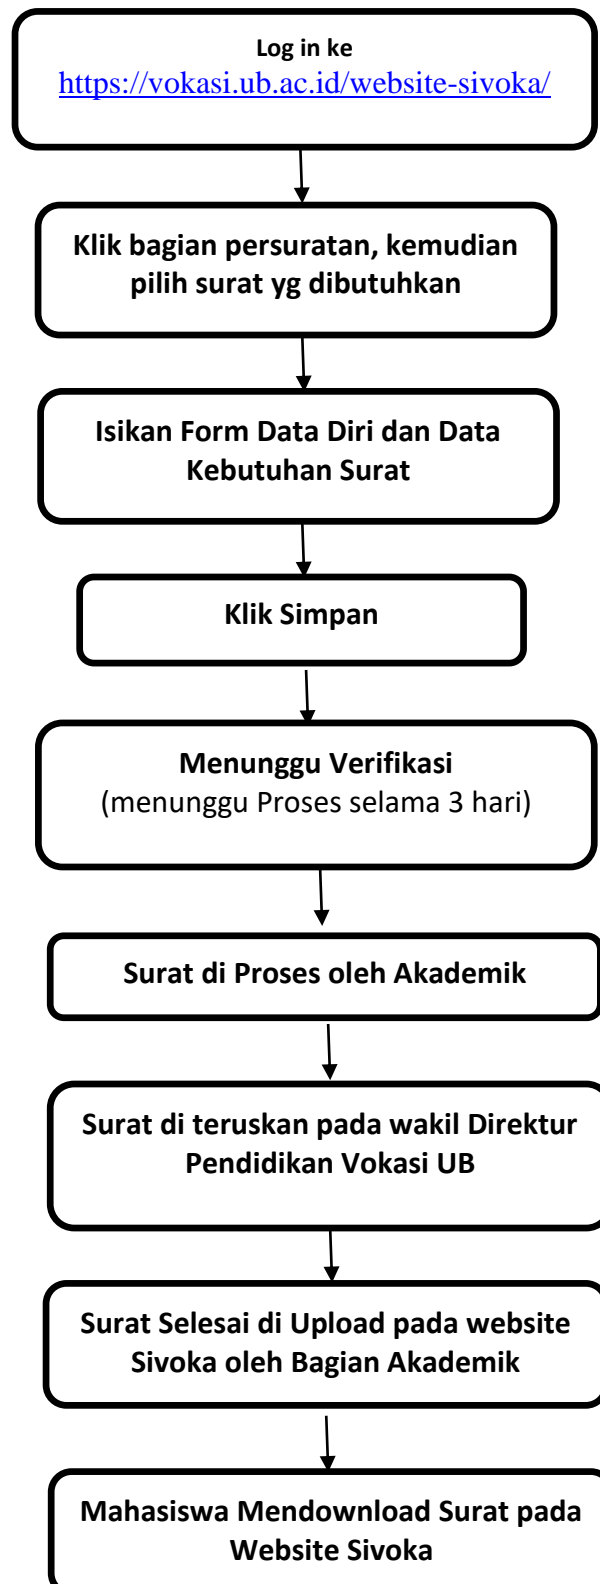 Log in ke
https://vokasi.ub.ac.id/website-sivoka/
Klik bagian persuratan, kemudian
pilih surat yg dibutuhkan
Isikan Form Data Diri dan Data
Kebutuhan Surat
Klik Simpan
Menunggu Verifikasi
(menunggu Proses selama 3 hari)
Surat di Proses oleh Akademik
Surat di teruskan pada wakil Direktur
Pendidikan Vokasi UB
Surat Selesai di Upload pada website
Sivoka oleh Bagian Akademik
Mahasiswa Mendownload Surat pada
Website Sivoka